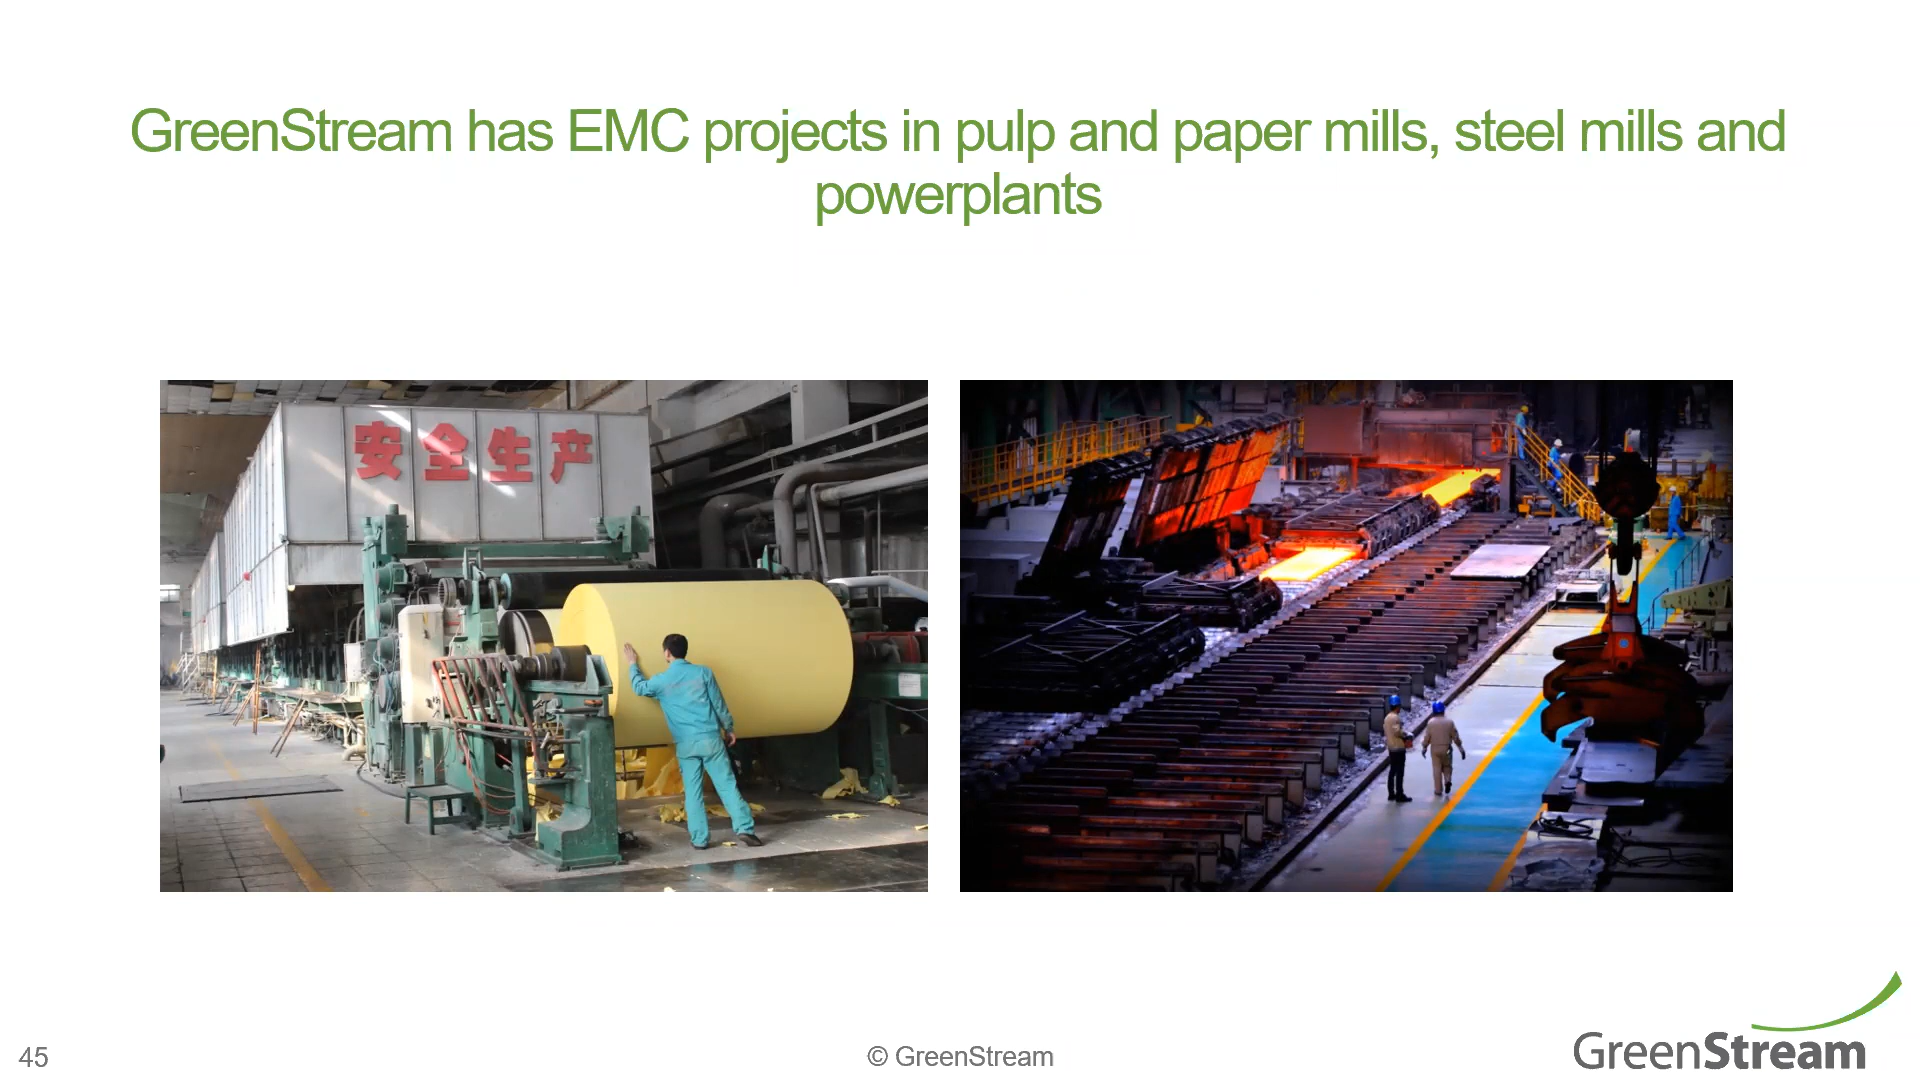 GreenStream has EMC projects in pulp and paper mills, steel mills and
powerplants
安全生产
45
© GreenStream
GreenStream